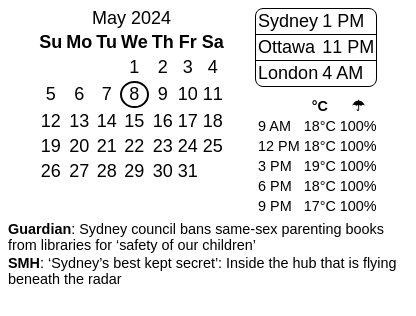 May 2024
Su Mo Tu We Th Fr Sa
1 2 3 4
5 6 7 8 9 10 11
12 13 14 15 16 17 18
19 20 21 22 23 24 25
26 27 28 29 30 31
Sydney 1 PM
Ottawa 11 PM
London 4 AM
°C ☂
9 AM 18°C 100%
12 PM 18°C 100%
3 PM 19°C 100%
6 PM 18°C 100%
9 PM 17°C 100%
Guardian: Sydney council bans same-sex parenting books
from libraries for ‘safety of our children’
SMH: ‘Sydney’s best kept secret’: Inside the hub that is flying
beneath the radar